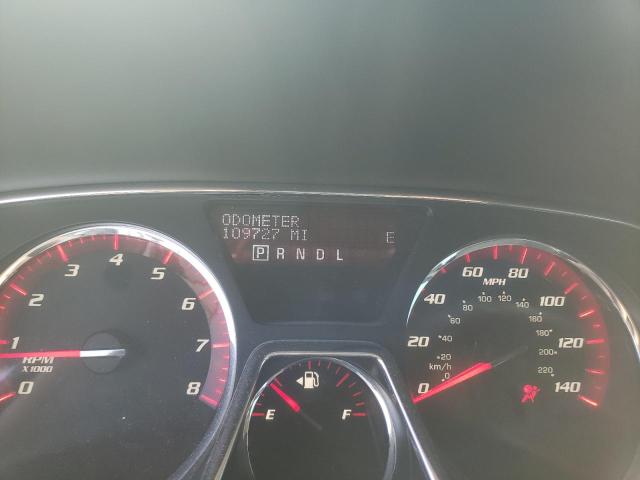 ODOMETER
109727 MI E
P R N D L
0 1 2 3 4 5 6 7 8
RPM
X1000
E F
0 20 40 60 80 100 120 140
MPH
0 20 40 60 80 100 120 140 160 180 200 220
km/h